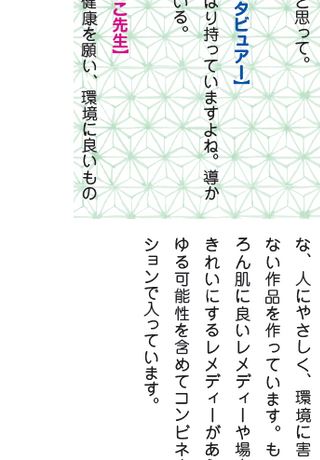 と思って。
タビュアー】
はり持っていますよね。導か
いる。
こ先生】
健康を願い、環境に良いもの
な、人にやさしく、環境に害
ない作品を作っています。も
ろん肌に良いレメディーや場
きれいにするレメディーがあ
ゆる可能性を含めてコンビネ
ションで入っています。